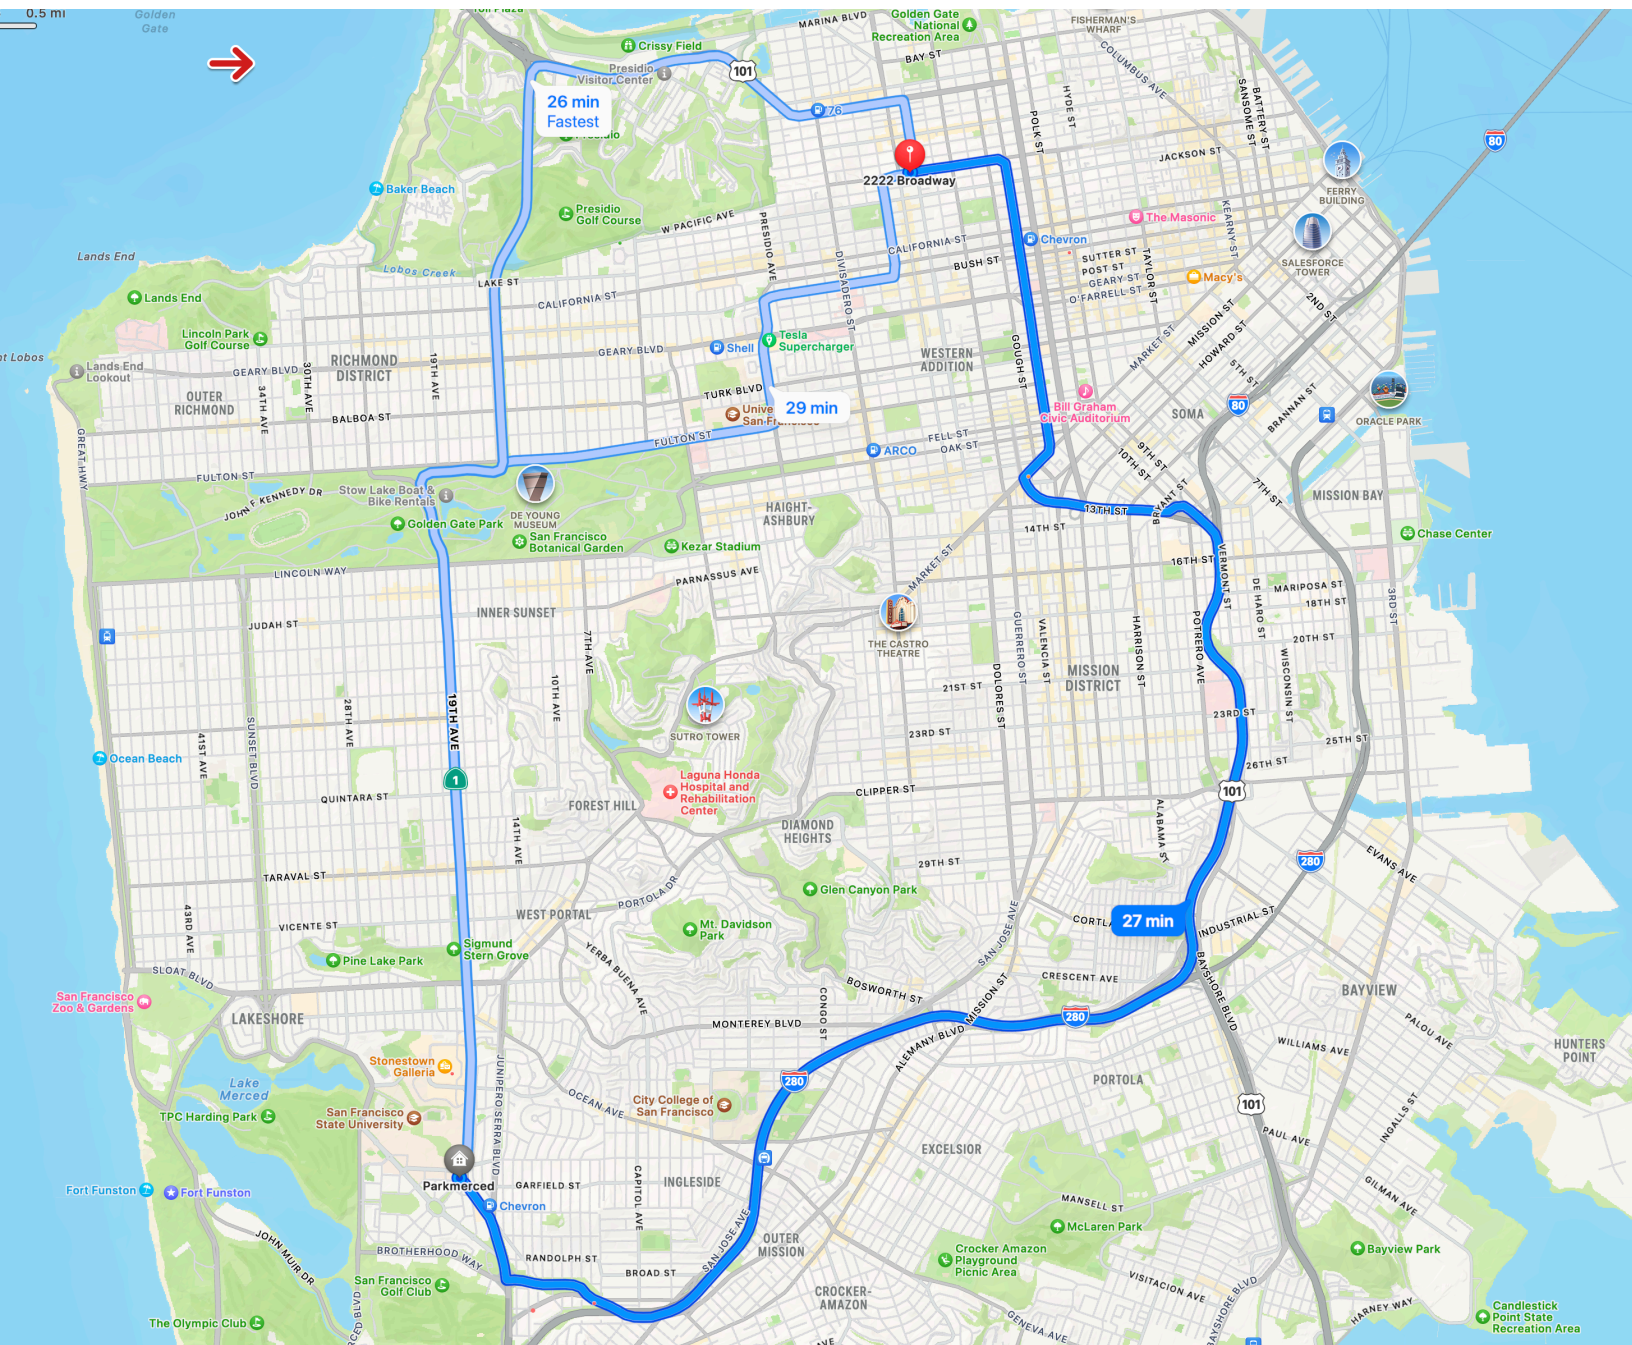 0.5 mi
Golden
Gate
Toll Plaza
MARINA BLVD
Golden Gate
National
Recreation Area
FISHERMAN'S
WHARF
Crissy Field
BAY ST
COLUMBUS AVE
Presidio
Visitor Center
101
26 min
Fastest
76
HYDE ST
BATTERY ST
SANSOME ST
POLK ST
80
Presidio
JACKSON ST
2222 Broadway
Baker Beach
FERRY
BUILDING
Presidio
Golf Course
W PACIFIC AVE
PRESIDIO AVE
The Masonic
KEARNY ST
Lands End
Lobos Creek
CALIFORNIA ST
Chevron
SUTTER ST
POST ST
GEARY ST
O'FARRELL ST
TAYLOR ST
SALESFORCE
TOWER
LAKE ST
DIVISADERO ST
BUSH ST
Macy's
Lands End
CALIFORNIA ST
2ND ST
Lincoln Park
Golf Course
MISSION ST
HOWARD ST
MARKET ST
Tesla
Supercharger
Shell
GEARY BLVD
nt Lobos
Lands End
Lookout
GEARY BLVD
RICHMOND
DISTRICT
19TH AVE
30TH AVE
34TH AVE
WESTERN
ADDITION
GOUGH ST
5TH ST
OUTER
RICHMOND
TURK BLVD
BALBOA ST
Unive
San Francisco
29 min
Bill Graham
Civic Auditorium
SOMA
80
BRANNAN ST
ORACLE PARK
GREAT HWY
FULTON ST
FELL ST
OAK ST
ARCO
9TH ST
10TH ST
FULTON ST
JOHN F KENNEDY DR
Stow Lake Boat &
Bike Rentals
DE YOUNG
MUSEUM
HAIGHT-
ASHBURY
7TH ST
MISSION BAY
13TH ST
BRYANT ST
14TH ST
Golden Gate Park
San Francisco
Botanical Garden
Kezar Stadium
Chase Center
LINCOLN WAY
PARNASSUS AVE
MARKET ST
16TH ST
VERMONT ST
DE HARO ST
MARIPOSA ST
18TH ST
3RD ST
INNER SUNSET
JUDAH ST
7TH AVE
THE CASTRO
THEATRE
GUERRERO ST
VALENCIA ST
HARRISON ST
POTRERO AVE
20TH ST
WISCONSIN ST
MISSION
DISTRICT
10TH AVE
21ST ST
DOLORES ST
28TH AVE
19TH AVE
SUNSET BLVD
41ST AVE
SUTRO TOWER
23RD ST
23RD ST
25TH ST
26TH ST
Ocean Beach
1
Laguna Honda
Hospital and
Rehabilitation
Center
101
QUINTARA ST
FOREST HILL
CLIPPER ST
14TH AVE
DIAMOND
HEIGHTS
ALABAMA ST
280
EVANS AVE
29TH ST
TARAVAL ST
PORTOLA DR
Glen Canyon Park
43RD AVE
WEST PORTAL
VICENTE ST
Mt. Davidson
Park
SAN JOSE AVE
CORTLA
27 min
INDUSTRIAL ST
Sigmund
Stern Grove
Pine Lake Park
YERBA BUENA AVE
SLOAT BLVD
CRESCENT AVE
BAYSHORE BLVD
San Francisco
Zoo & Gardens
BOSWORTH ST
CONGO ST
MISSION ST
BAYVIEW
LAKESHORE
MONTEREY BLVD
ALEMANY BLVD
280
WILLIAMS AVE
PALOU AVE
HUNTERS
POINT
Stonestown
Galleria
JUNIPERO SERRA BLVD
280
PORTOLA
Lake
Merced
TPC Harding Park
San Francisco
State University
OCEAN AVE
City College of
San Francisco
101
INGALLS ST
PAUL AVE
EXCELSIOR
Parkmerced
Fort Funston
Fort Funston
GARFIELD ST
CAPITOL AVE
INGLESIDE
Chevron
MANSELL ST
GILMAN AVE
McLaren Park
JOHN MUIR DR
BROTHERHOOD WAY
RANDOLPH ST
BROAD ST
SAN JOSE AVE
OUTER
MISSION
Crocker Amazon
Playground
Picnic Area
Bayview Park
San Francisco
Golf Club
VISITACION AVE
BAYSHORE BLVD
CROCKER-
AMAZON
The Olympic Club
CED BLVD
GENEVA AVE
HARNEY WAY
Candlestick
Point State
Recreation Area
AVE